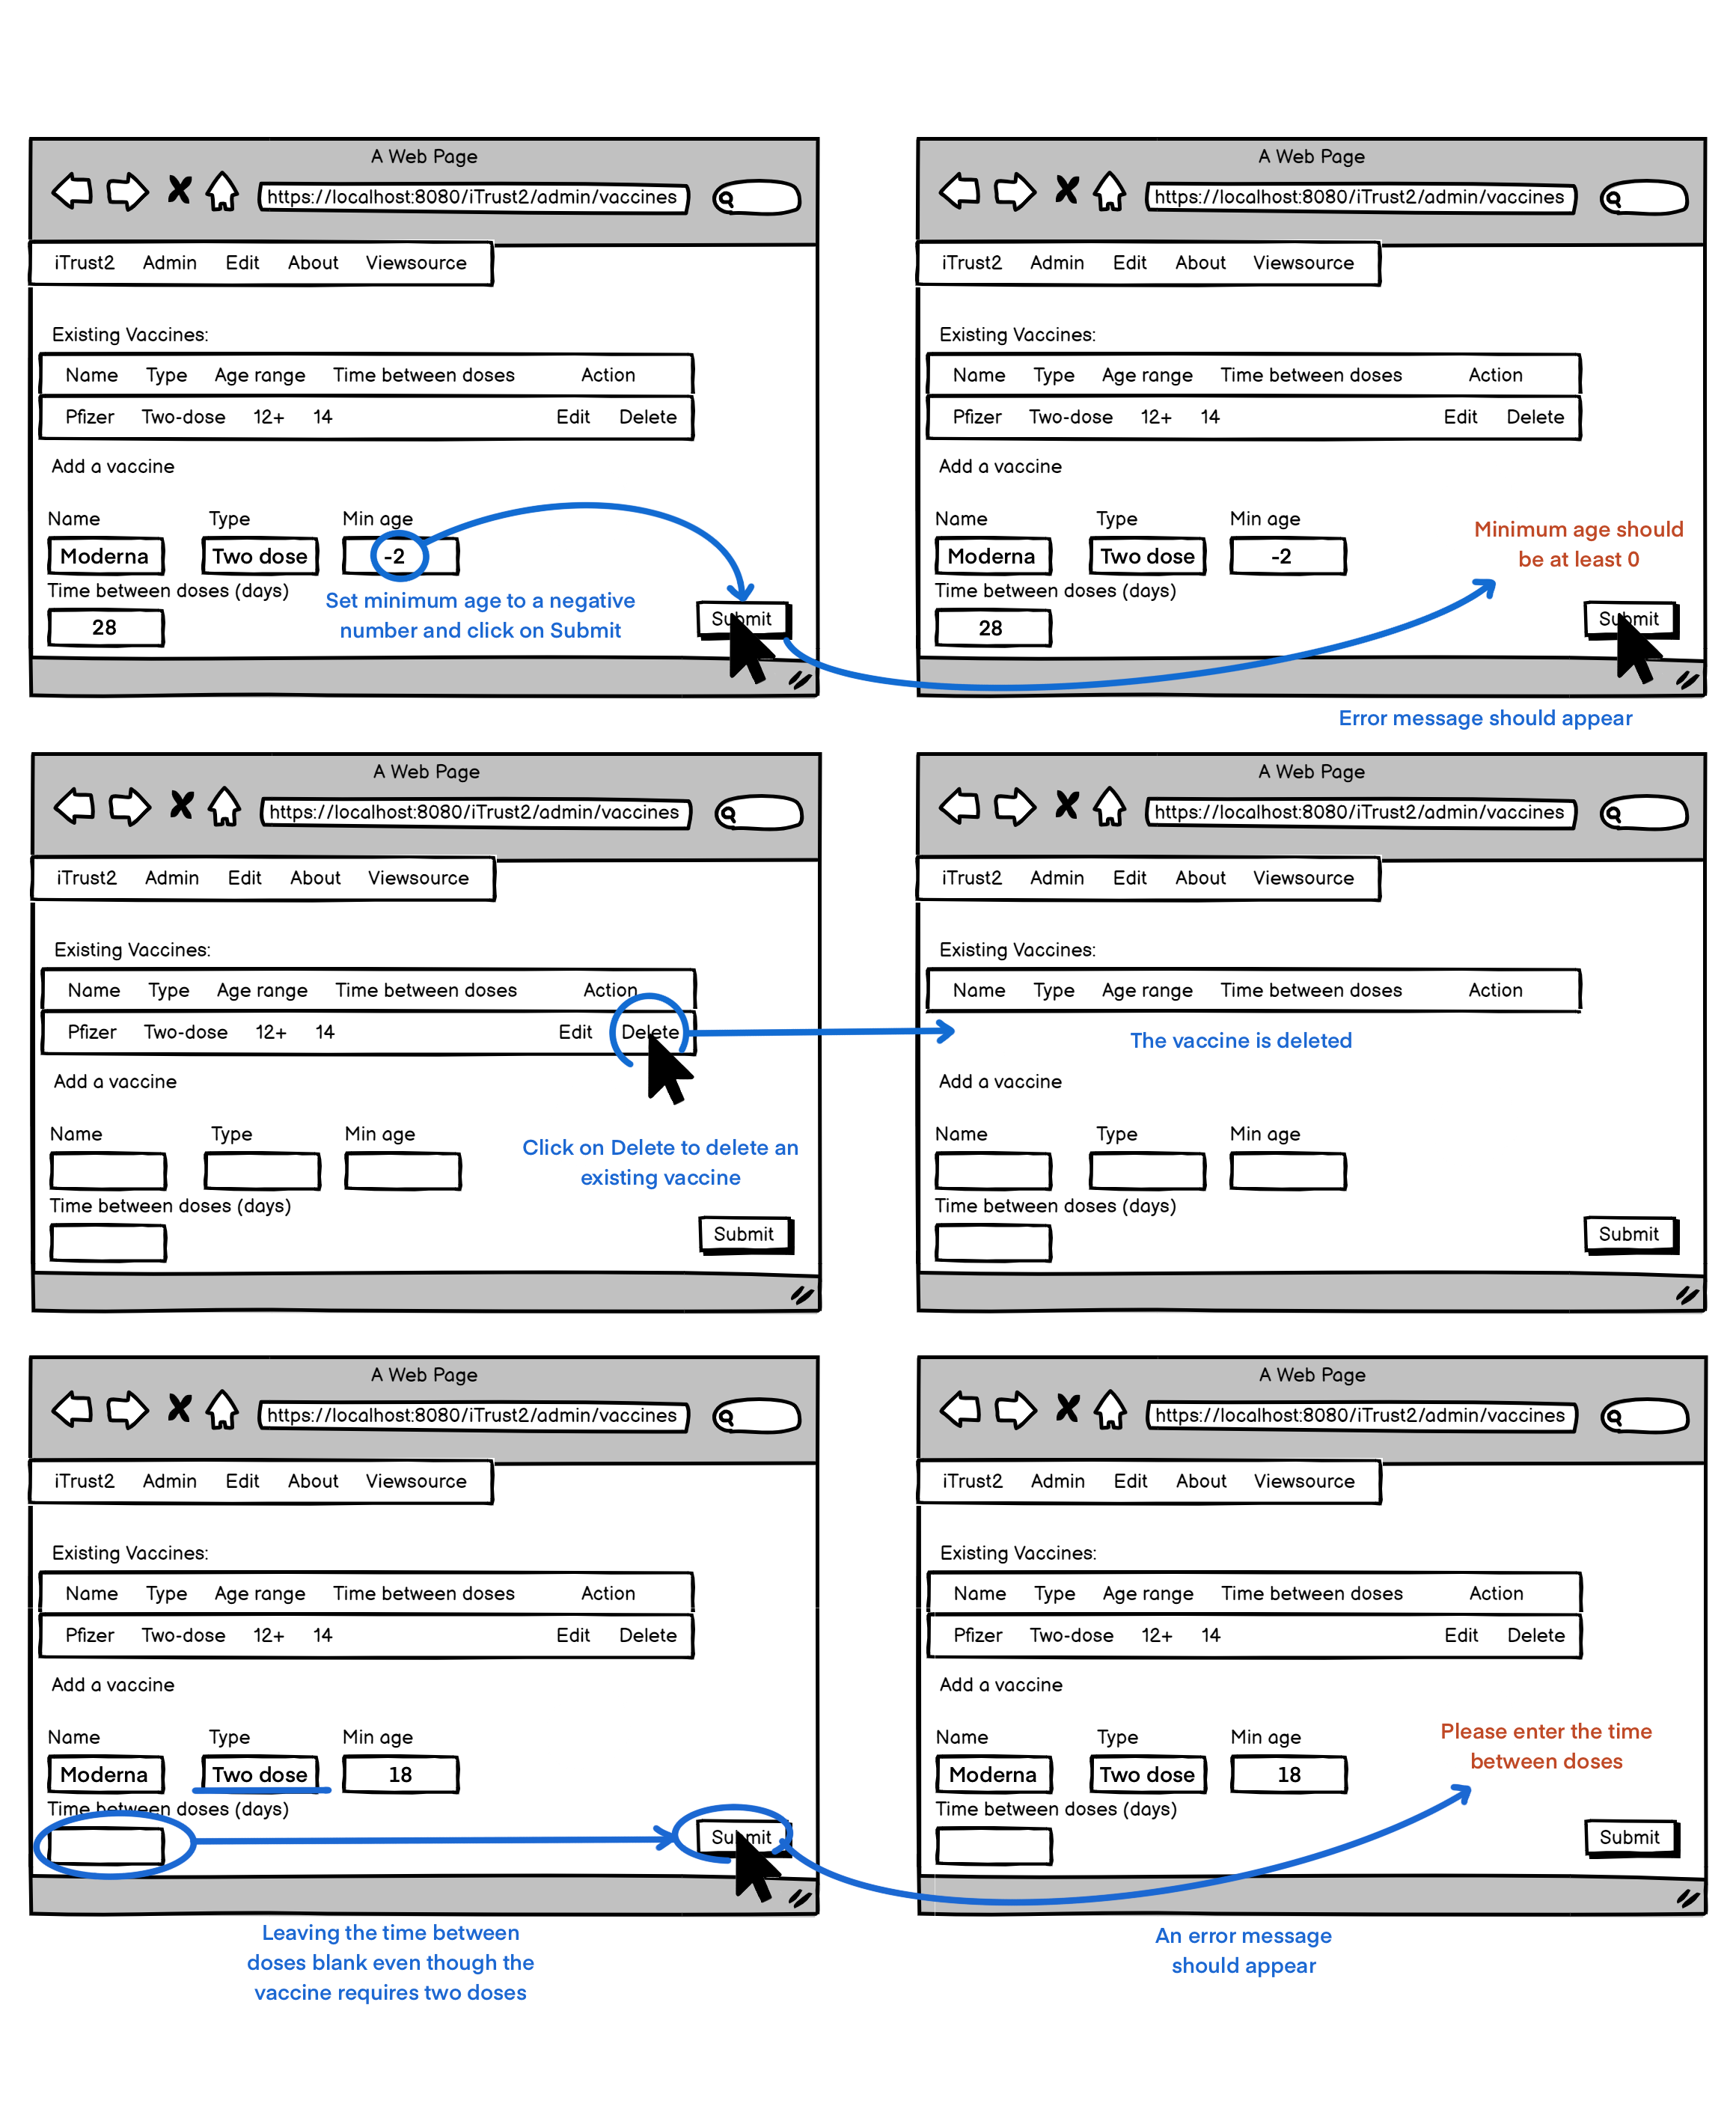 A Web Page
https://localhost:8080/iTrust2/admin/vaccines
iTrust2 Admin Edit About Viewsource
Existing Vaccines:
Name Type Age range Time between doses Action
Pfizer Two-dose 12+ 14 Edit Delete
Add a vaccine
Name Type Min age
Moderna Two dose -2
Time between doses (days)
28
Set minimum age to a negative
number and click on Submit
Submit
A Web Page
https://localhost:8080/iTrust2/admin/vaccines
iTrust2 Admin Edit About Viewsource
Existing Vaccines:
Name Type Age range Time between doses Action
Pfizer Two-dose 12+ 14 Edit Delete
Add a vaccine
Name Type Min age
Moderna Two dose -2
Minimum age should
be at least 0
Time between doses (days)
28
Submit
Error message should appear
A Web Page
https://localhost:8080/iTrust2/admin/vaccines
iTrust2 Admin Edit About Viewsource
Existing Vaccines:
Name Type Age range Time between doses Action
Pfizer Two-dose 12+ 14 Edit Delete
Add a vaccine
Name Type Min age
Click on Delete to delete an
existing vaccine
Time between doses (days)
Submit
A Web Page
https://localhost:8080/iTrust2/admin/vaccines
iTrust2 Admin Edit About Viewsource
Existing Vaccines:
Name Type Age range Time between doses Action
The vaccine is deleted
Add a vaccine
Name Type Min age
Time between doses (days)
Submit
A Web Page
https://localhost:8080/iTrust2/admin/vaccines
iTrust2 Admin Edit About Viewsource
Existing Vaccines:
Name Type Age range Time between doses Action
Pfizer Two-dose 12+ 14 Edit Delete
Add a vaccine
Name Type Min age
Moderna Two dose 18
Time between doses (days)
Submit
Leaving the time between
doses blank even though the
vaccine requires two doses
A Web Page
https://localhost:8080/iTrust2/admin/vaccines
iTrust2 Admin Edit About Viewsource
Existing Vaccines:
Name Type Age range Time between doses Action
Pfizer Two-dose 12+ 14 Edit Delete
Add a vaccine
Name Type Min age
Moderna Two dose 18
Please enter the time
between doses
Time between doses (days)
Submit
An error message
should appear